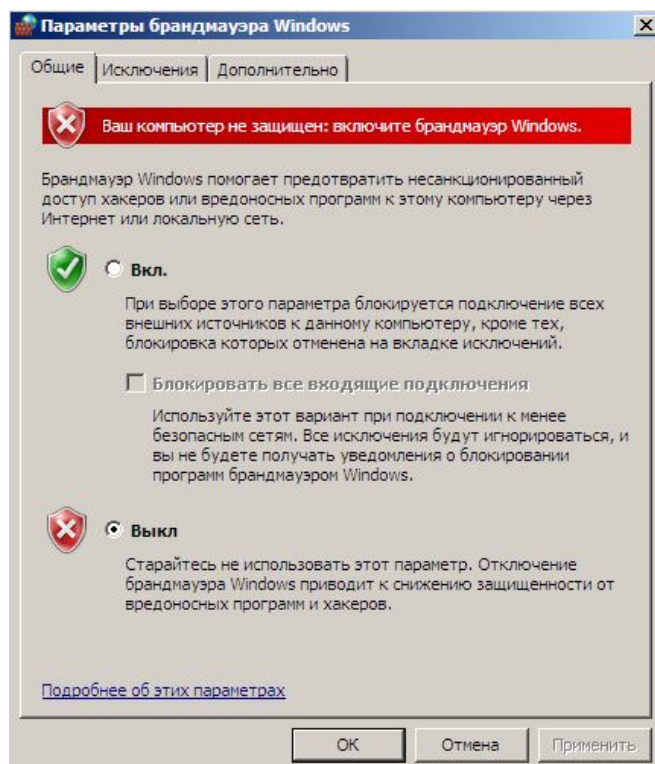 Параметры брандмауэра Windows
Общие Исключения Дополнительно
Ваш компьютер не защищен: включите брандмауэр Windows.
Брандмауэр Windows помогает предотвратить несанкционированный
доступ хакеров или вредоносных программ к этому компьютеру через
Интернет или локальную сеть.
Вкл.
При выборе этого параметра блокируется подключение всех
внешних источников к данному компьютеру, кроме тех,
блокировка которых отменена на вкладке исключений.
Блокировать все входящие подключения
Используйте этот вариант при подключении к менее
безопасным сетям. Все исключения будут игнорироваться, и
вы не будете получать уведомления о блокировании
программ брандмауэром Windows.
Выкл
Старайтесь не использовать этот параметр. Отключение
брандмауэра Windows приводит к снижению защищенности от
вредоносных программ и хакеров.
Подробнее об этих параметрах
ОК Отмена Применить